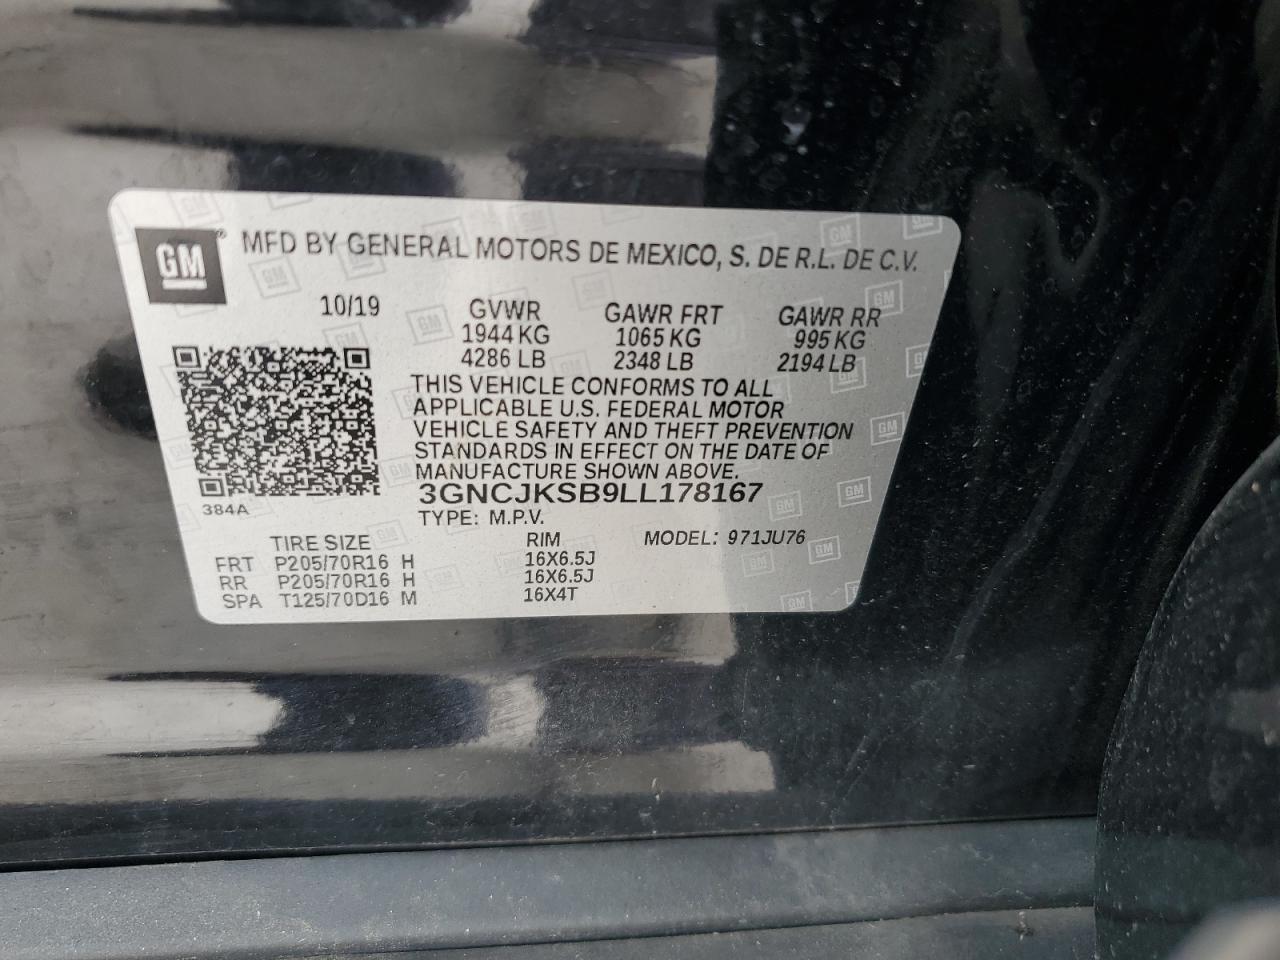 GM® MFD BY GENERAL MOTORS DE MEXICO, S. DE R.L. DE C.V.
10/19 GVWR GAWR FRT GAWR RR
1944 KG 1065 KG 995 KG
4286 LB 2348 LB 2194 LB
THIS VEHICLE CONFORMS TO ALL
APPLICABLE U.S. FEDERAL MOTOR
VEHICLE SAFETY AND THEFT PREVENTION
STANDARDS IN EFFECT ON THE DATE OF
MANUFACTURE SHOWN ABOVE.
3GNCJKSB9LL178167
384A
TYPE: M.P.V.
TIRE SIZE RIM MODEL: 971JU76
FRT P205/70R16 H 16X6.5J
RR P205/70R16 H 16X6.5J
SPA T125/70D16 M 16X4T